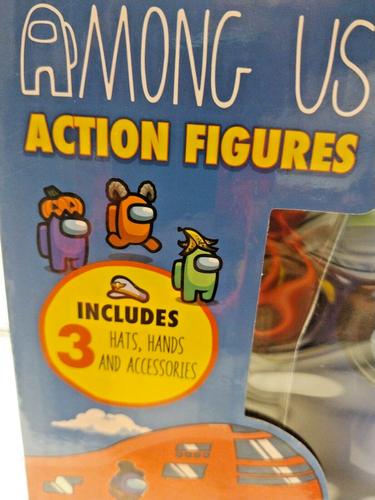 AMONG US
ACTION FIGURES
INCLUDES
3 HATS, HANDS
AND ACCESSORIES